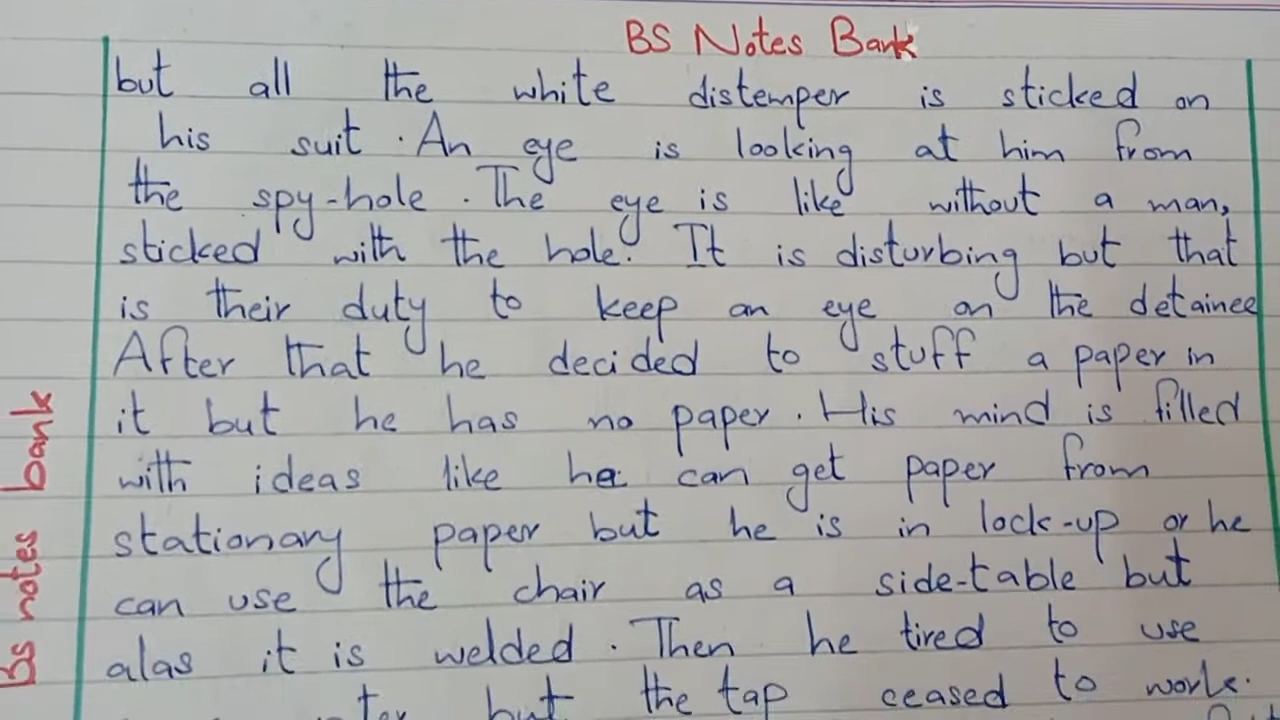 BS Notes Bank
but all the white distemper is sticked on
his suit. An eye is looking at him from
the spy-hole. The eye is like without a man,
sticked with the hole. It is disturbing but that
is their duty to keep an eye on the detainee
After that he decided to stuff a paper in
it but he has no paper. His mind is filled
with ideas like he can get paper from
stationary paper but he is in lock-up or he
can use the chair as a side-table but
alas it is welded. Then he tired to use
but the tap ceased to work.
Bs notes bank